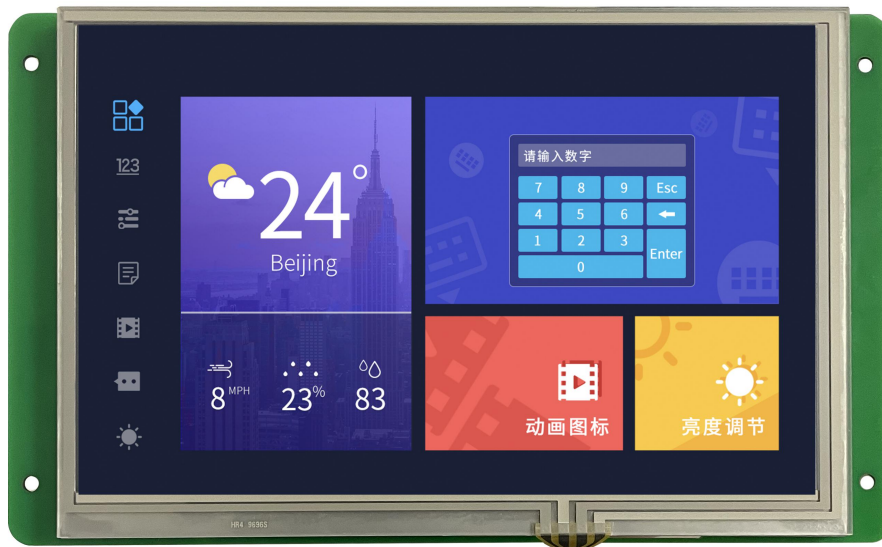 123
24°
Beijing
8 MPH
23%
83
请输入数字
7 8 9 Esc
4 5 6 ←
1 2 3
Enter
0
动画图标
亮度调节
HR4 9696S